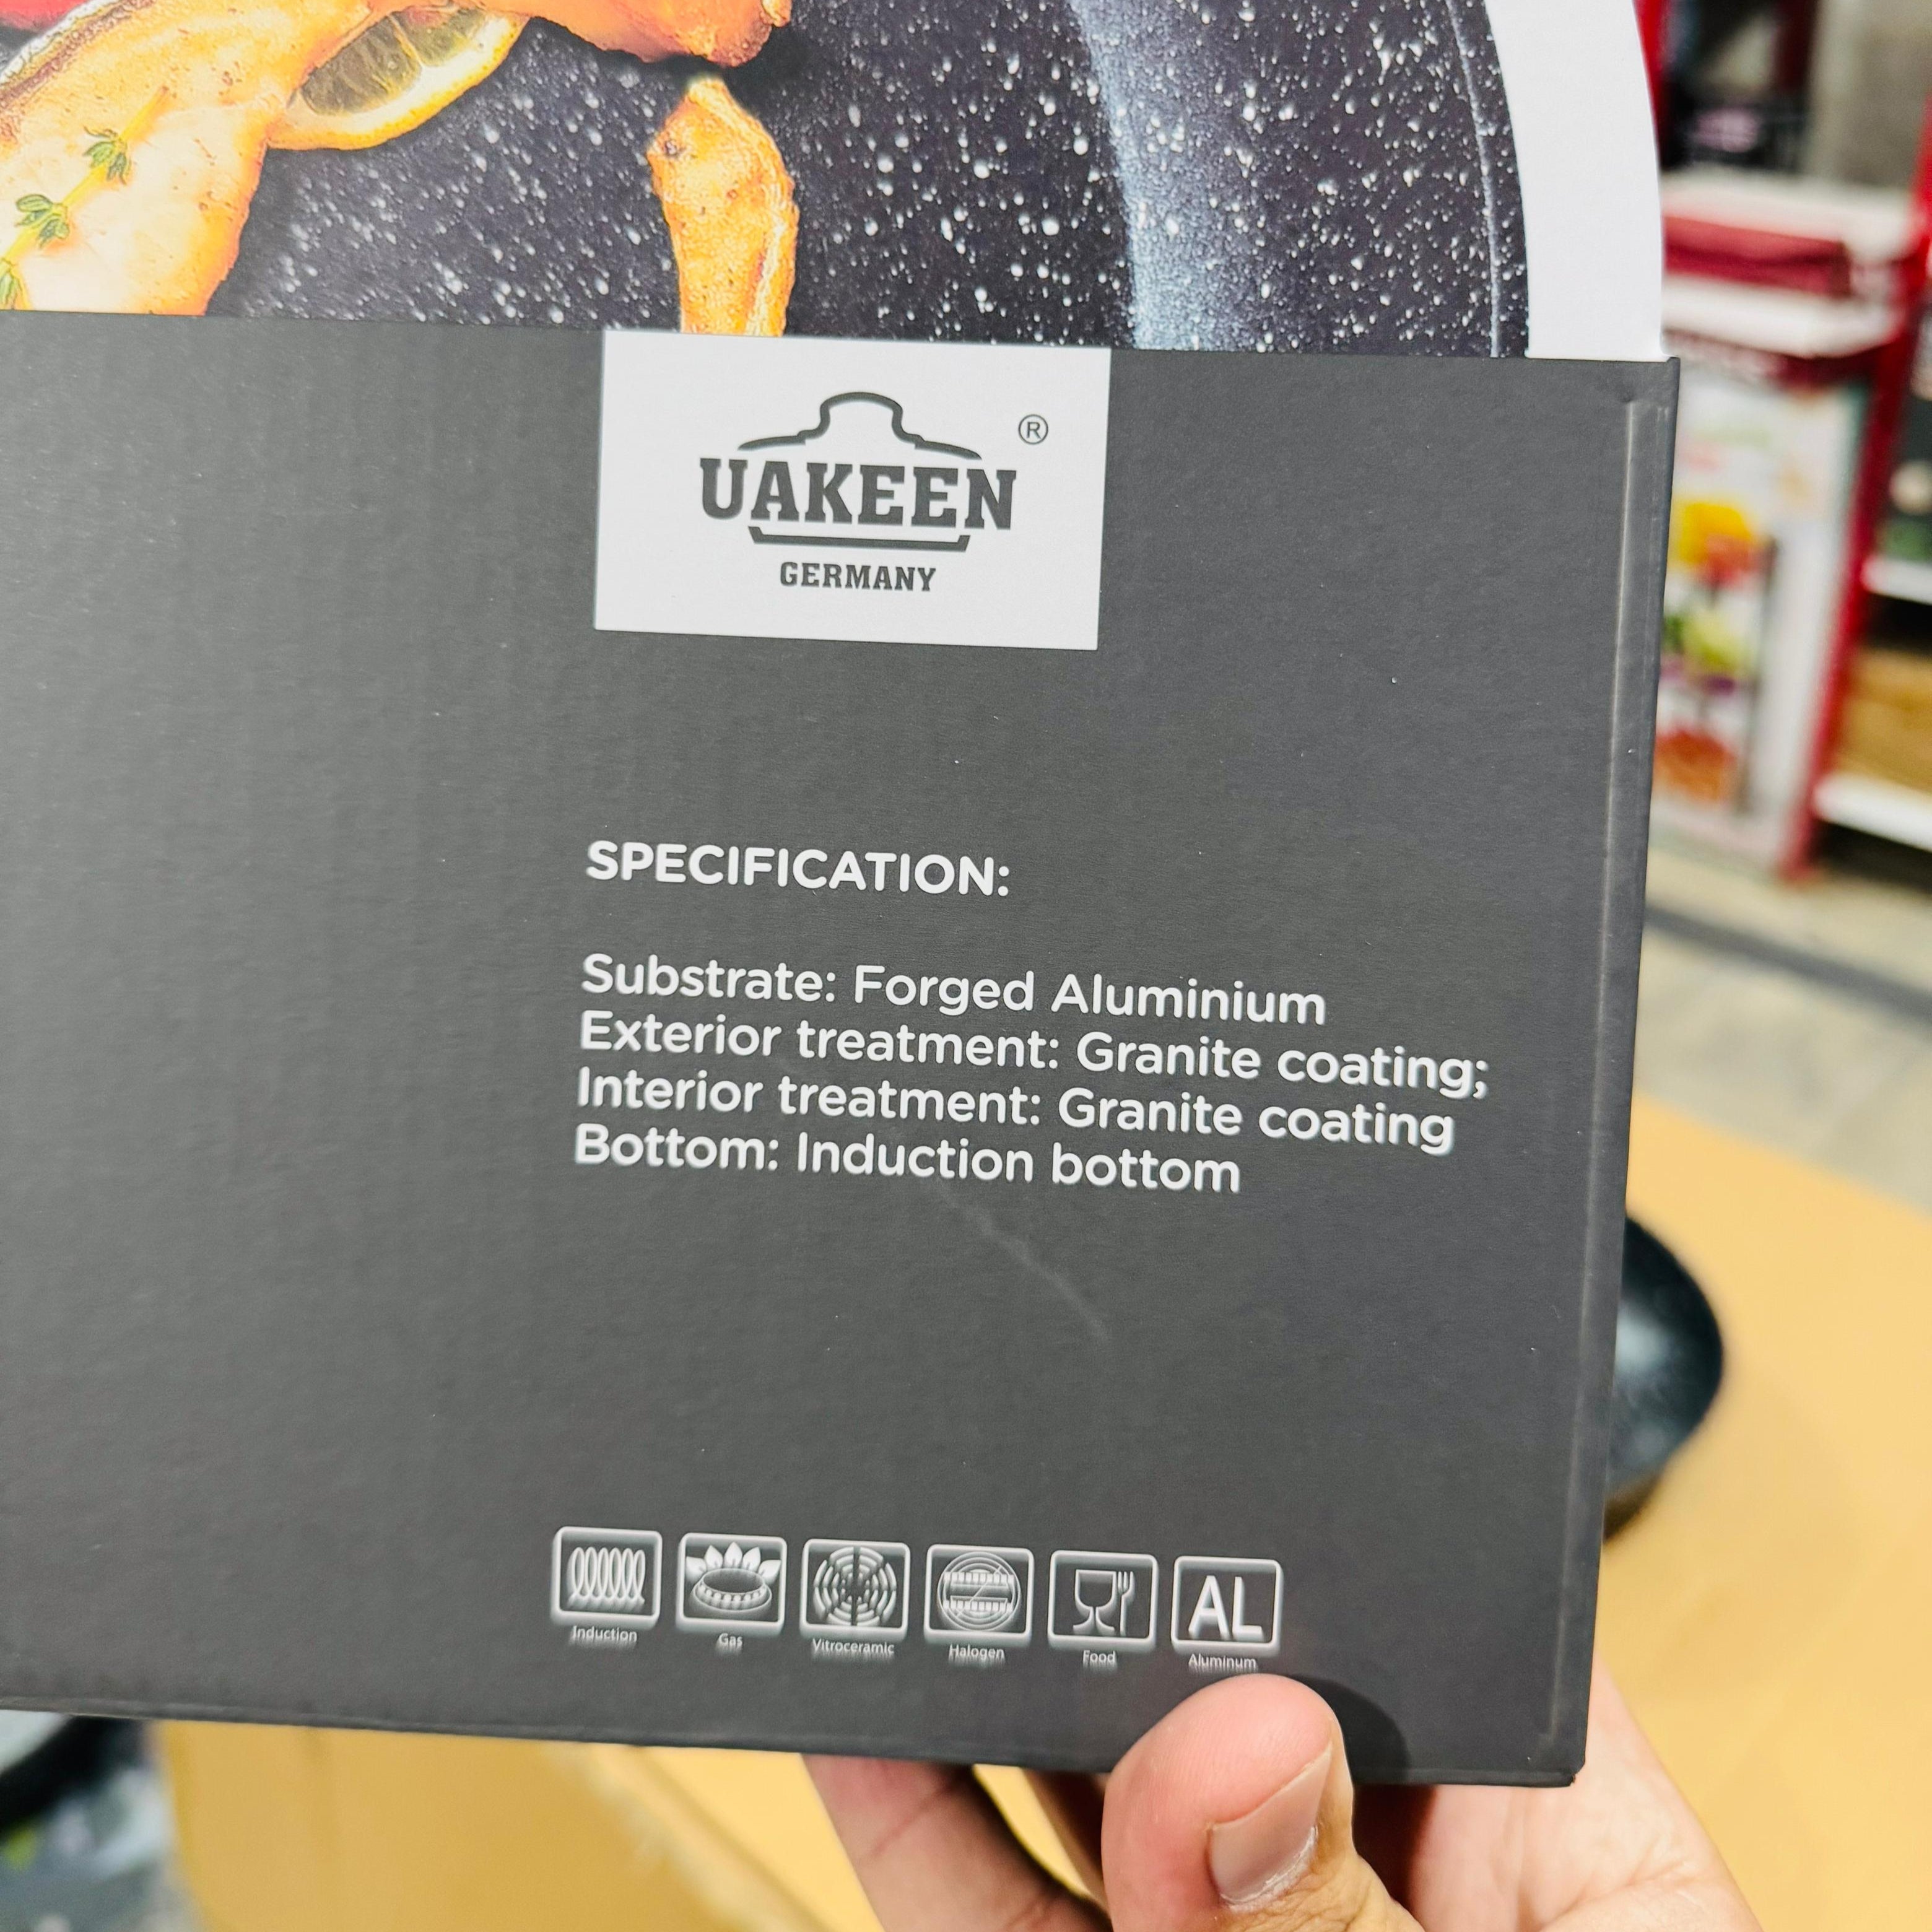 UAKEEN ®
GERMANY
SPECIFICATION:
Substrate: Forged Aluminium
Exterior treatment: Granite coating;
Interior treatment: Granite coating
Bottom: Induction bottom
AL
Induction Gas Vitroceramic Halogen Food Aluminum